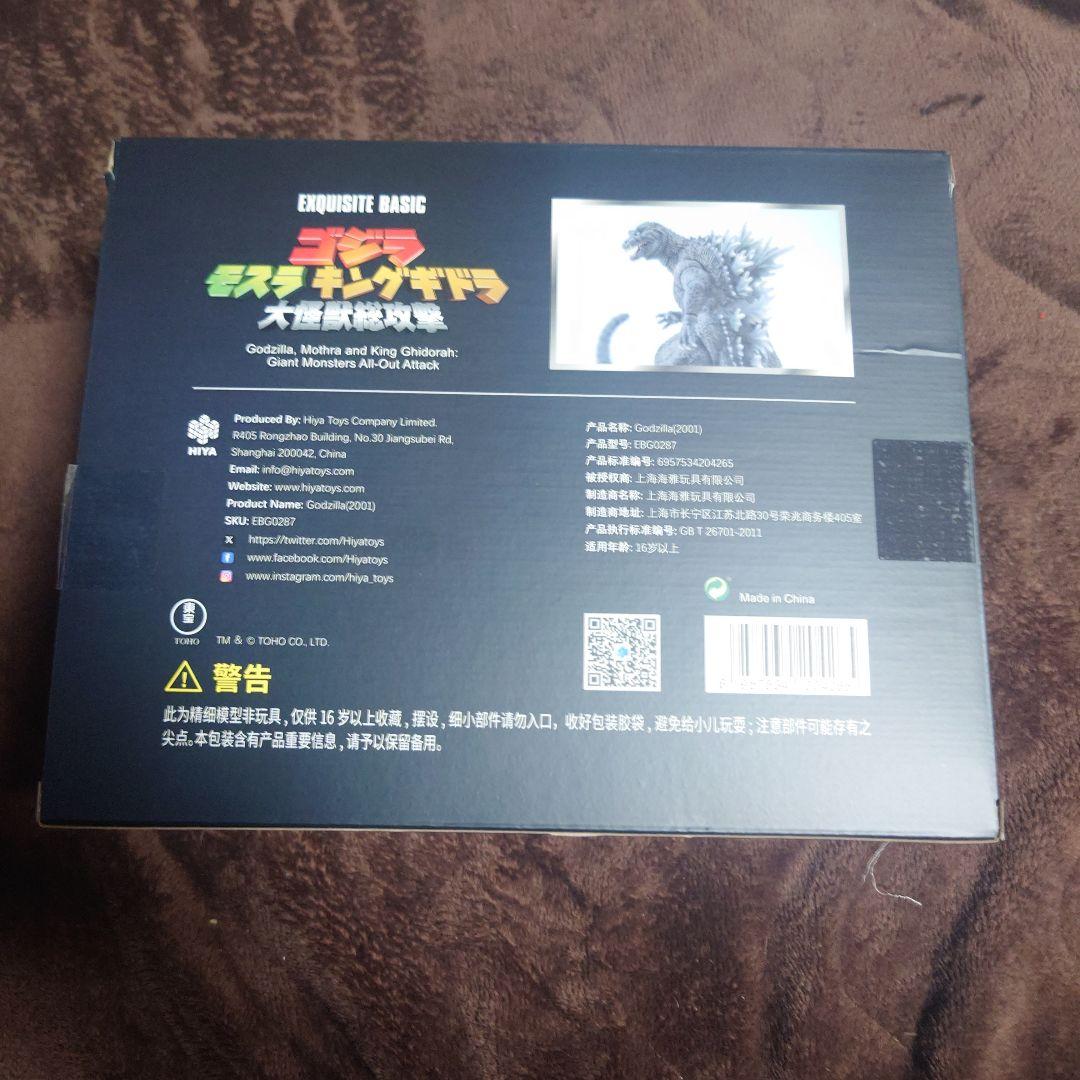 EXQUISITE BASIC
ゴジラ
モスラ キングギドラ
大怪獣総攻撃
Godzilla, Mothra and King Ghidorah:
Giant Monsters All-Out Attack
HIYA
Produced By: Hiya Toys Company Limited.
R405 Rongzhao Building, No.30 Jiangsubei Rd,
Shanghai 200042, China
Email: info@hiyatoys.com
Website: www.hiyatoys.com
Product Name: Godzilla(2001)
SKU: EBG0287
https://twitter.com/Hiyatoys
www.facebook.com/Hiyatoys
www.instagram.com/hiya_toys
产品名称: Godzilla(2001)
产品型号: EBG0287
产品标准编号: 6957534204265
被授权商: 上海海雅玩具有限公司
制造商名称: 上海海雅玩具有限公司
制造商地址: 上海市长宁区江苏北路30号荣兆商务楼405室
产品执行标准编号: GB T 26701-2011
适用年龄: 16岁以上
Made in China
東宝
TOHO
TM & © TOHO CO., LTD.
警告
此为精细模型非玩具,仅供 16 岁以上收藏,摆设,细小部件请勿入口,收好包装胶袋,避免给小儿玩耍;注意部件可能存有之
尖点。本包装含有产品重要信息,请予以保留备用。